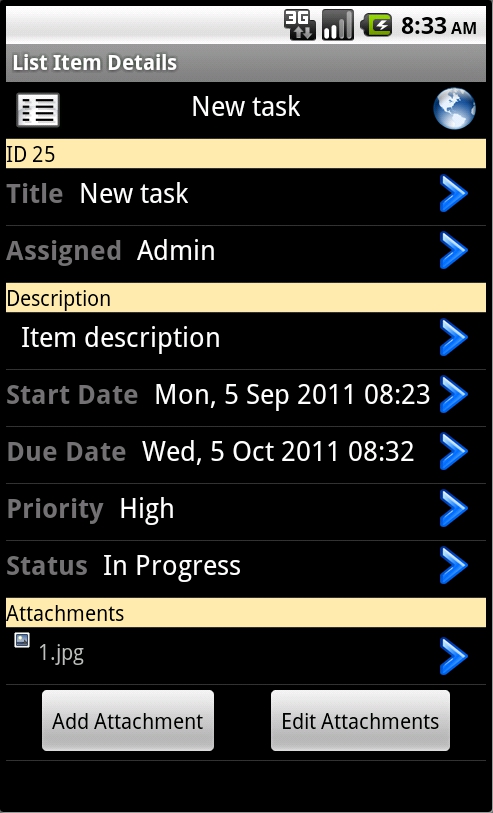 3G 8:33 AM
List Item Details
New task
ID 25
Title New task
Assigned Admin
Description
Item description
Start Date Mon, 5 Sep 2011 08:23
Due Date Wed, 5 Oct 2011 08:32
Priority High
Status In Progress
Attachments
1.jpg
Add Attachment Edit Attachments